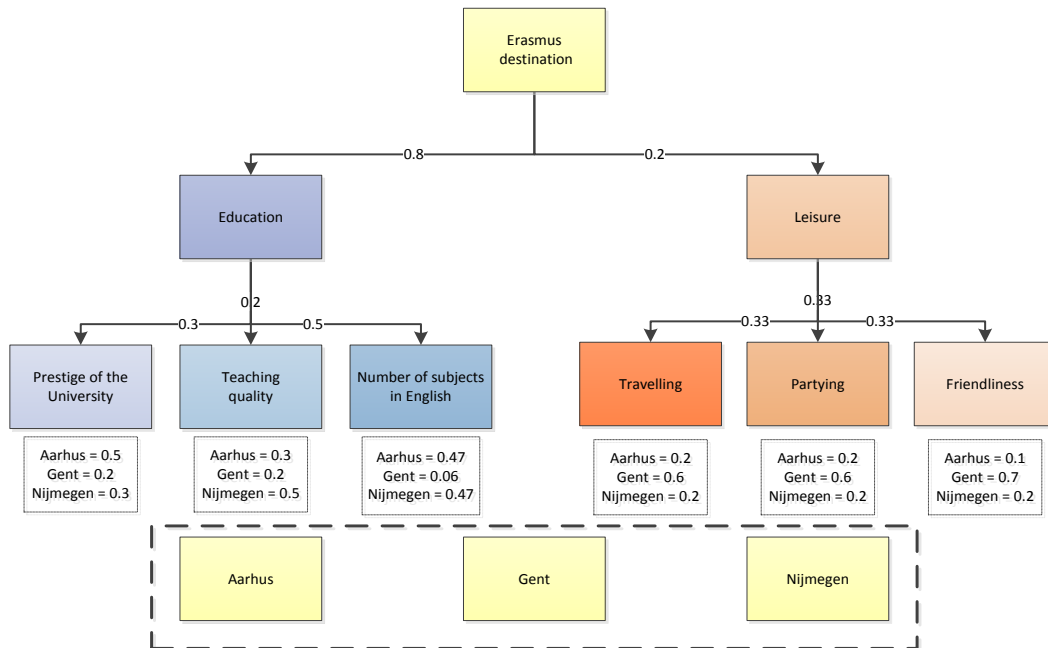 Erasmus
destination
0.8
0.2
Education
Leisure
0.2
0.33
0.3
0.5
0.33
0.33
Prestige of the
University
Teaching
quality
Number of subjects
in English
Travelling
Partying
Friendliness
Aarhus = 0.5
Gent = 0.2
Nijmegen = 0.3
Aarhus = 0.3
Gent = 0.2
Nijmegen = 0.5
Aarhus = 0.47
Gent = 0.06
Nijmegen = 0.47
Aarhus = 0.2
Gent = 0.6
Nijmegen = 0.2
Aarhus = 0.2
Gent = 0.6
Nijmegen = 0.2
Aarhus = 0.1
Gent = 0.7
Nijmegen = 0.2
Aarhus
Gent
Nijmegen